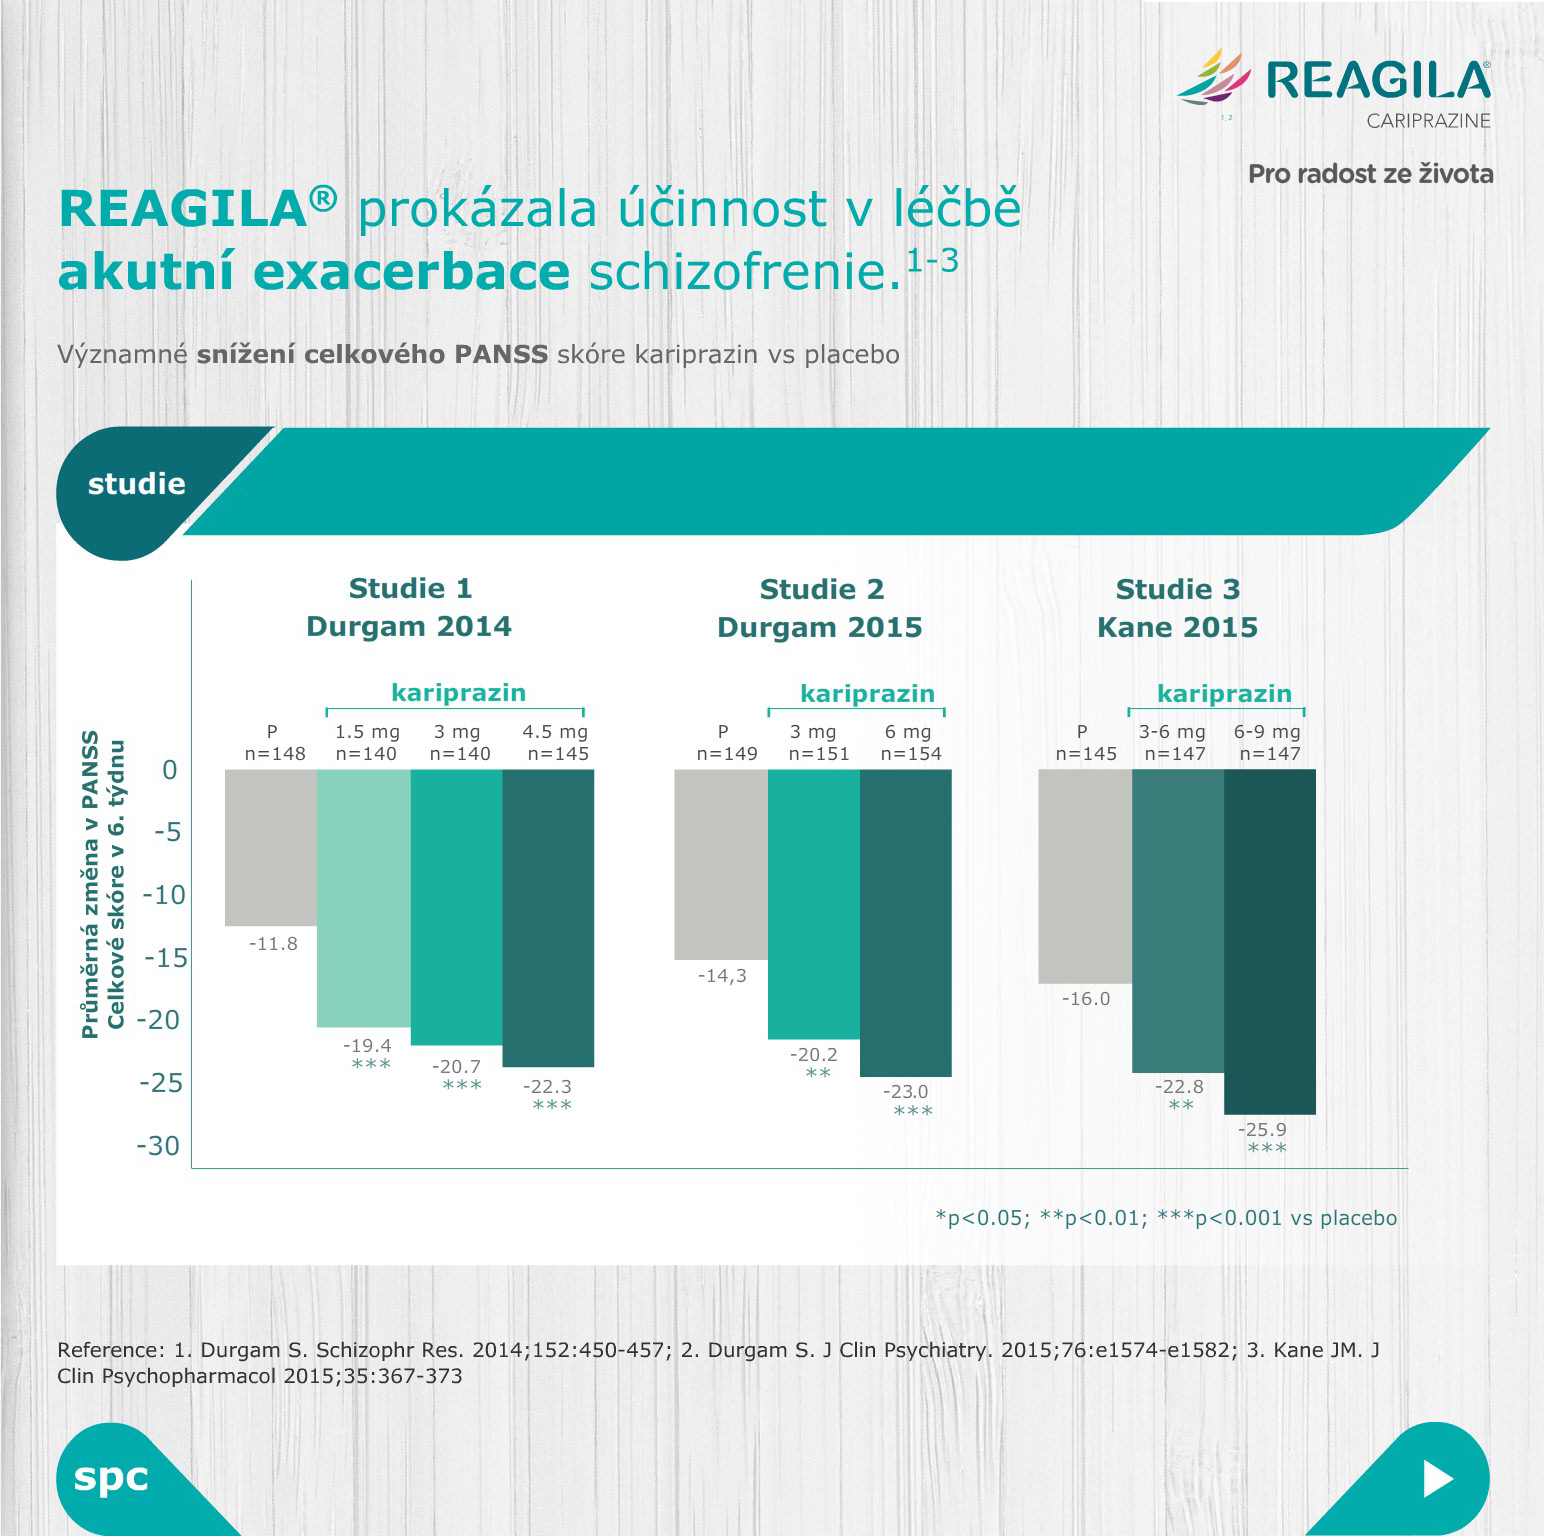 REAGILA®
1, 2
CARIPRAZINE
Pro radost ze života
REAGILA® prokázala účinnost v léčbě
akutní exacerbace schizofrenie.1-3
Významné snížení celkového PANSS skóre kariprazin vs placebo
studie
Studie 1
Durgam 2014
Studie 2
Durgam 2015
Studie 3
Kane 2015
kariprazin
kariprazin
kariprazin
P 1.5 mg 3 mg 4.5 mg P 3 mg 6 mg P 3-6 mg 6-9 mg
n=148 n=140 n=140 n=145 n=149 n=151 n=154 n=145 n=147 n=147
Průměrná změna v PANSS
Celkové skóre v 6. týdnu
0
-5
-10
-15
-20
-25
-30
-11.8
-19.4
***
-20.7
***
-22.3
***
-14,3
-20.2
**
-23.0
***
-16.0
-22.8
**
-25.9
***
*p<0.05; **p<0.01; ***p<0.001 vs placebo
Reference: 1. Durgam S. Schizophr Res. 2014;152:450-457; 2. Durgam S. J Clin Psychiatry. 2015;76:e1574-e1582; 3. Kane JM. J
Clin Psychopharmacol 2015;35:367-373
spc